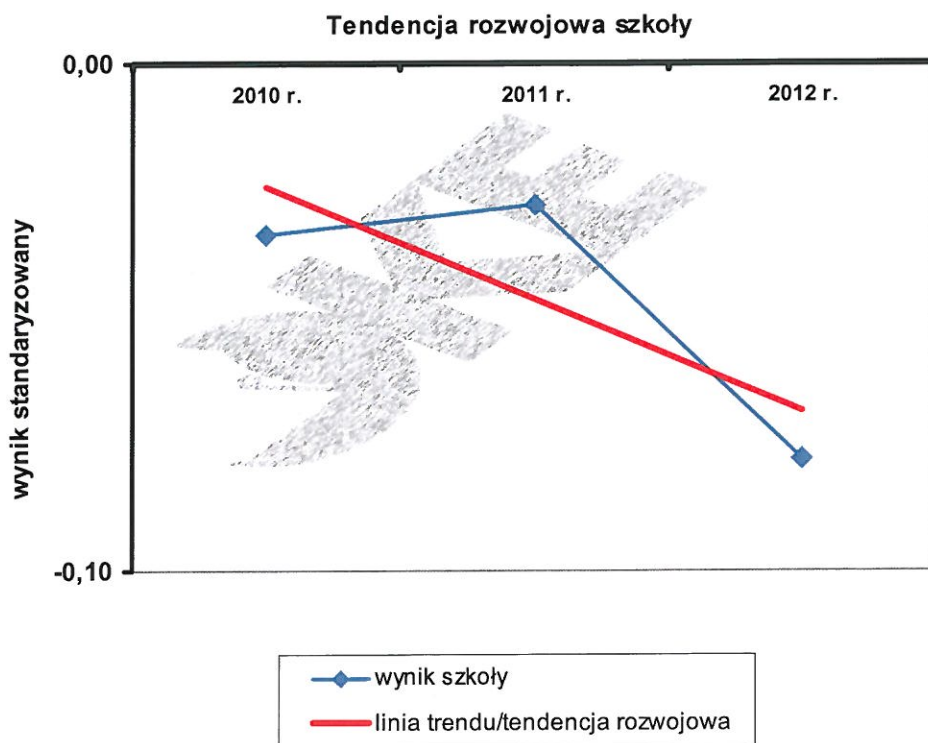 Tendencja rozwojowa szkoły
0,00
2010 r.
2011 r.
2012 r.
wynik standaryzowany
-0,10
wynik szkoły
linia trendu/tendencja rozwojowa